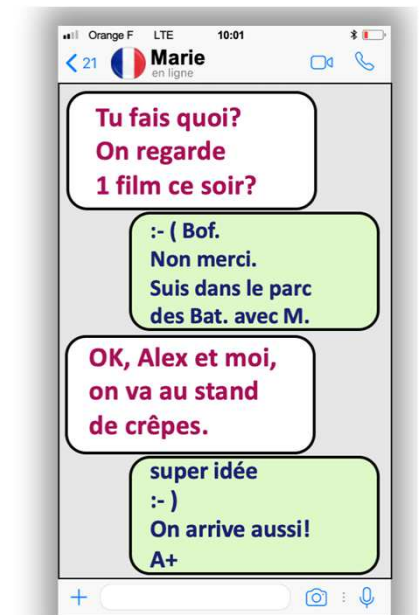 Orange F LTE 10:01
21 Marie
en ligne
Tu fais quoi?
On regarde
1 film ce soir?
:- ( Bof.
Non merci.
Suis dans le parc
des Bat. avec M.
OK, Alex et moi,
on va au stand
de crêpes.
super idée
:- )
On arrive aussi!
A+